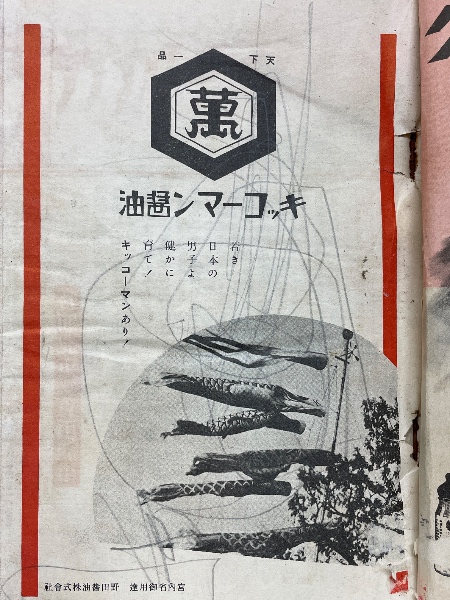 天下一品
萬
キッコーマン醤油
若き
日本の
男子よ
健かに
育て!
キッコーマンあり!
宮内省御用達 野田醤油株式會社